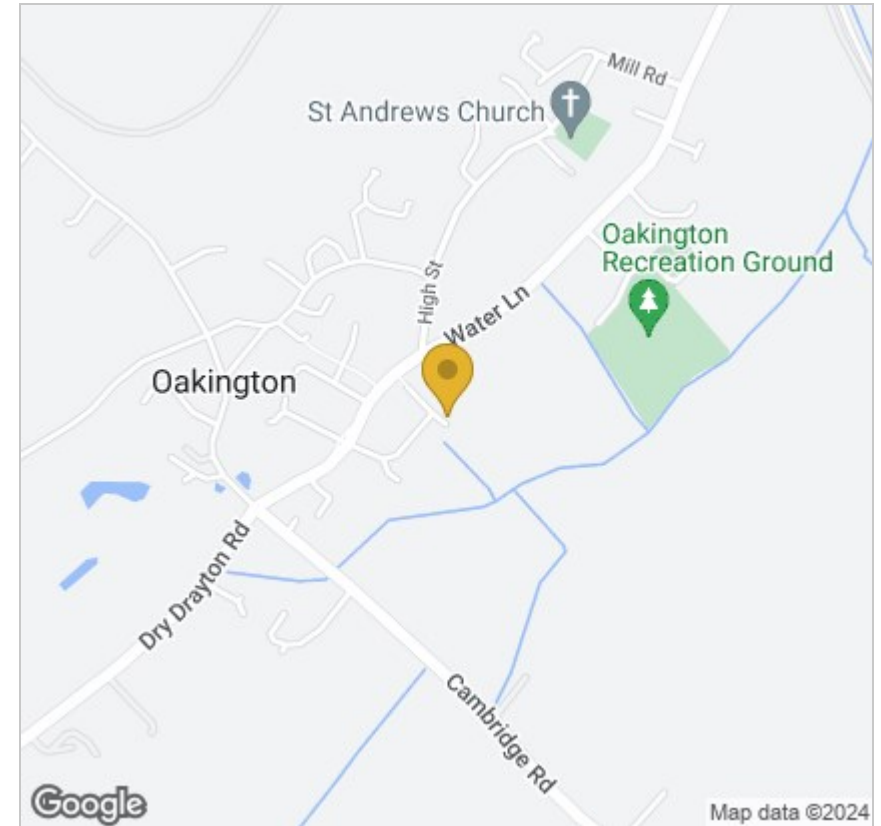 Mill Rd
St Andrews Church
Oakington
Recreation Ground
High St
Water Ln
Oakington
Dry Drayton Rd
Cambridge Rd
Google
Map data ©2024